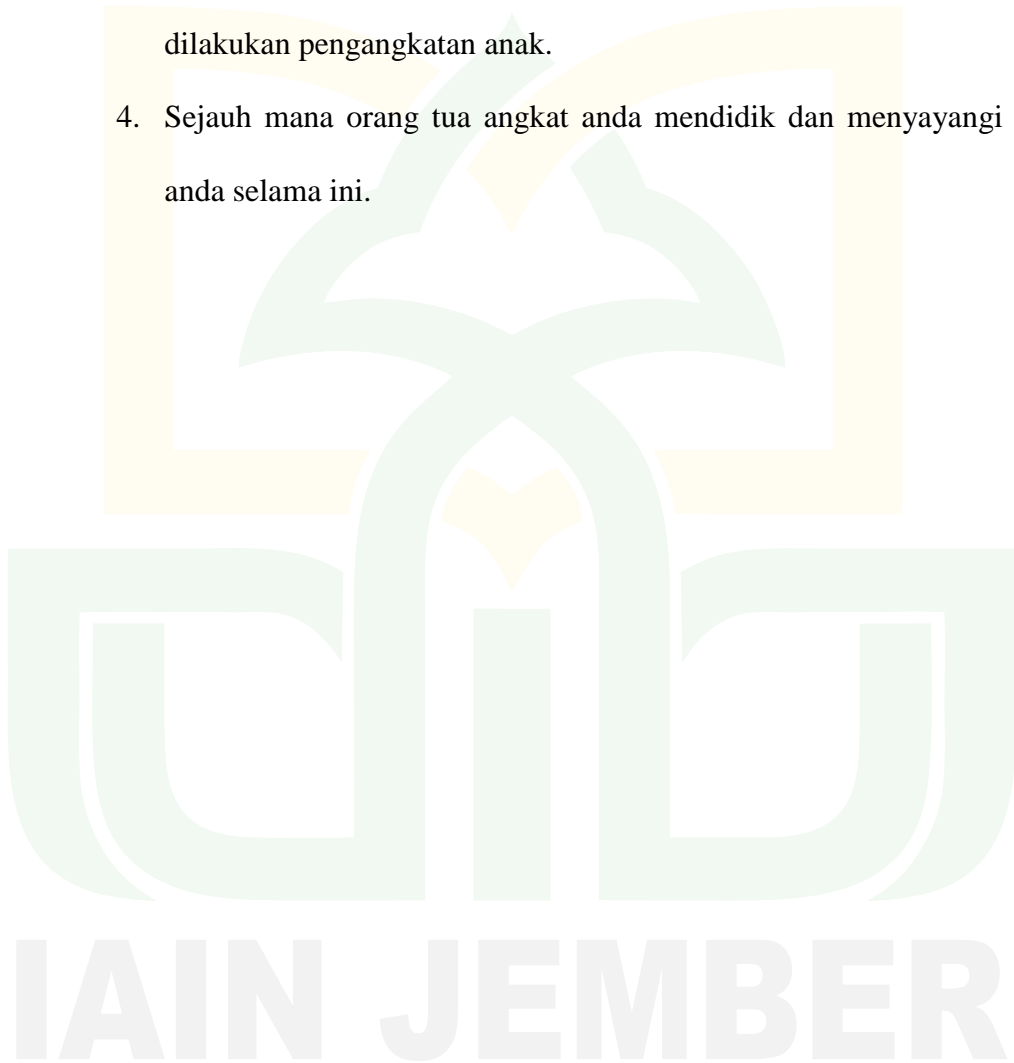 dilakukan pengangkatan anak.
4. Sejauh mana orang tua angkat anda mendidik dan menyayangi
anda selama ini.
IAIN JEMBER